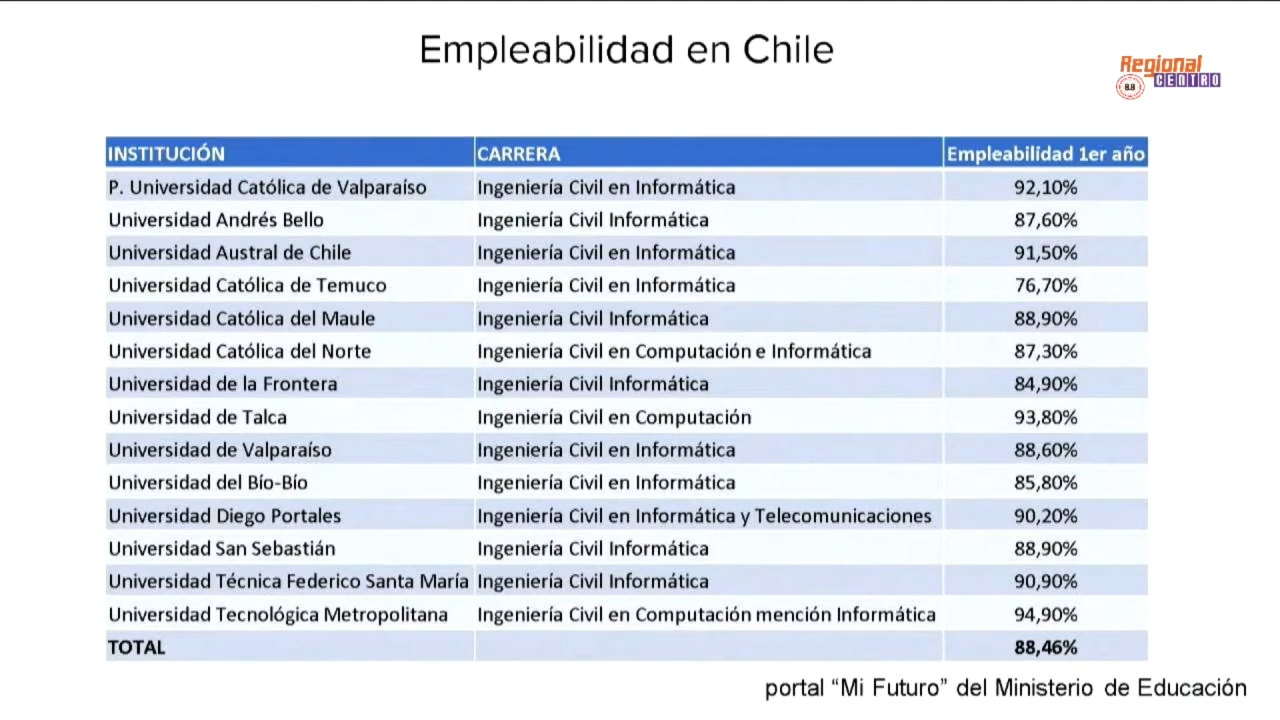 Empleabilidad en Chile
Regional
8.8 CENTRO
INSTITUCIÓN CARRERA Empleabilidad 1er año
P. Universidad Católica de Valparaíso Ingeniería Civil en Informática 92,10%
Universidad Andrés Bello Ingeniería Civil Informática 87,60%
Universidad Austral de Chile Ingeniería Civil en Informática 91,50%
Universidad Católica de Temuco Ingeniería Civil en Informática 76,70%
Universidad Católica del Maule Ingeniería Civil Informática 88,90%
Universidad Católica del Norte Ingeniería Civil en Computación e Informática 87,30%
Universidad de la Frontera Ingeniería Civil Informática 84,90%
Universidad de Talca Ingeniería Civil en Computación 93,80%
Universidad de Valparaíso Ingeniería Civil en Informática 88,60%
Universidad del Bío-Bío Ingeniería Civil en Informática 85,80%
Universidad Diego Portales Ingeniería Civil en Informática y Telecomunicaciones 90,20%
Universidad San Sebastián Ingeniería Civil Informática 88,90%
Universidad Técnica Federico Santa María Ingeniería Civil Informática 90,90%
Universidad Tecnológica Metropolitana Ingeniería Civil en Computación mención Informática 94,90%
TOTAL 88,46%
portal “Mi Futuro” del Ministerio de Educación